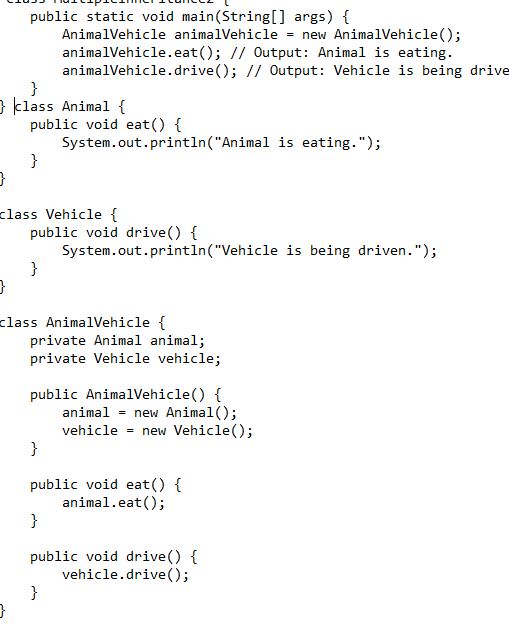 class MultipleInheritance2 {
    public static void main(String[] args) {
        AnimalVehicle animalVehicle = new AnimalVehicle();
        animalVehicle.eat(); // Output: Animal is eating.
        animalVehicle.drive(); // Output: Vehicle is being drive
    }
} class Animal {
    public void eat() {
        System.out.println("Animal is eating.");
    }
}

class Vehicle {
    public void drive() {
        System.out.println("Vehicle is being driven.");
    }
}

class AnimalVehicle {
    private Animal animal;
    private Vehicle vehicle;

    public AnimalVehicle() {
        animal = new Animal();
        vehicle = new Vehicle();
    }

    public void eat() {
        animal.eat();
    }

    public void drive() {
        vehicle.drive();
    }
}